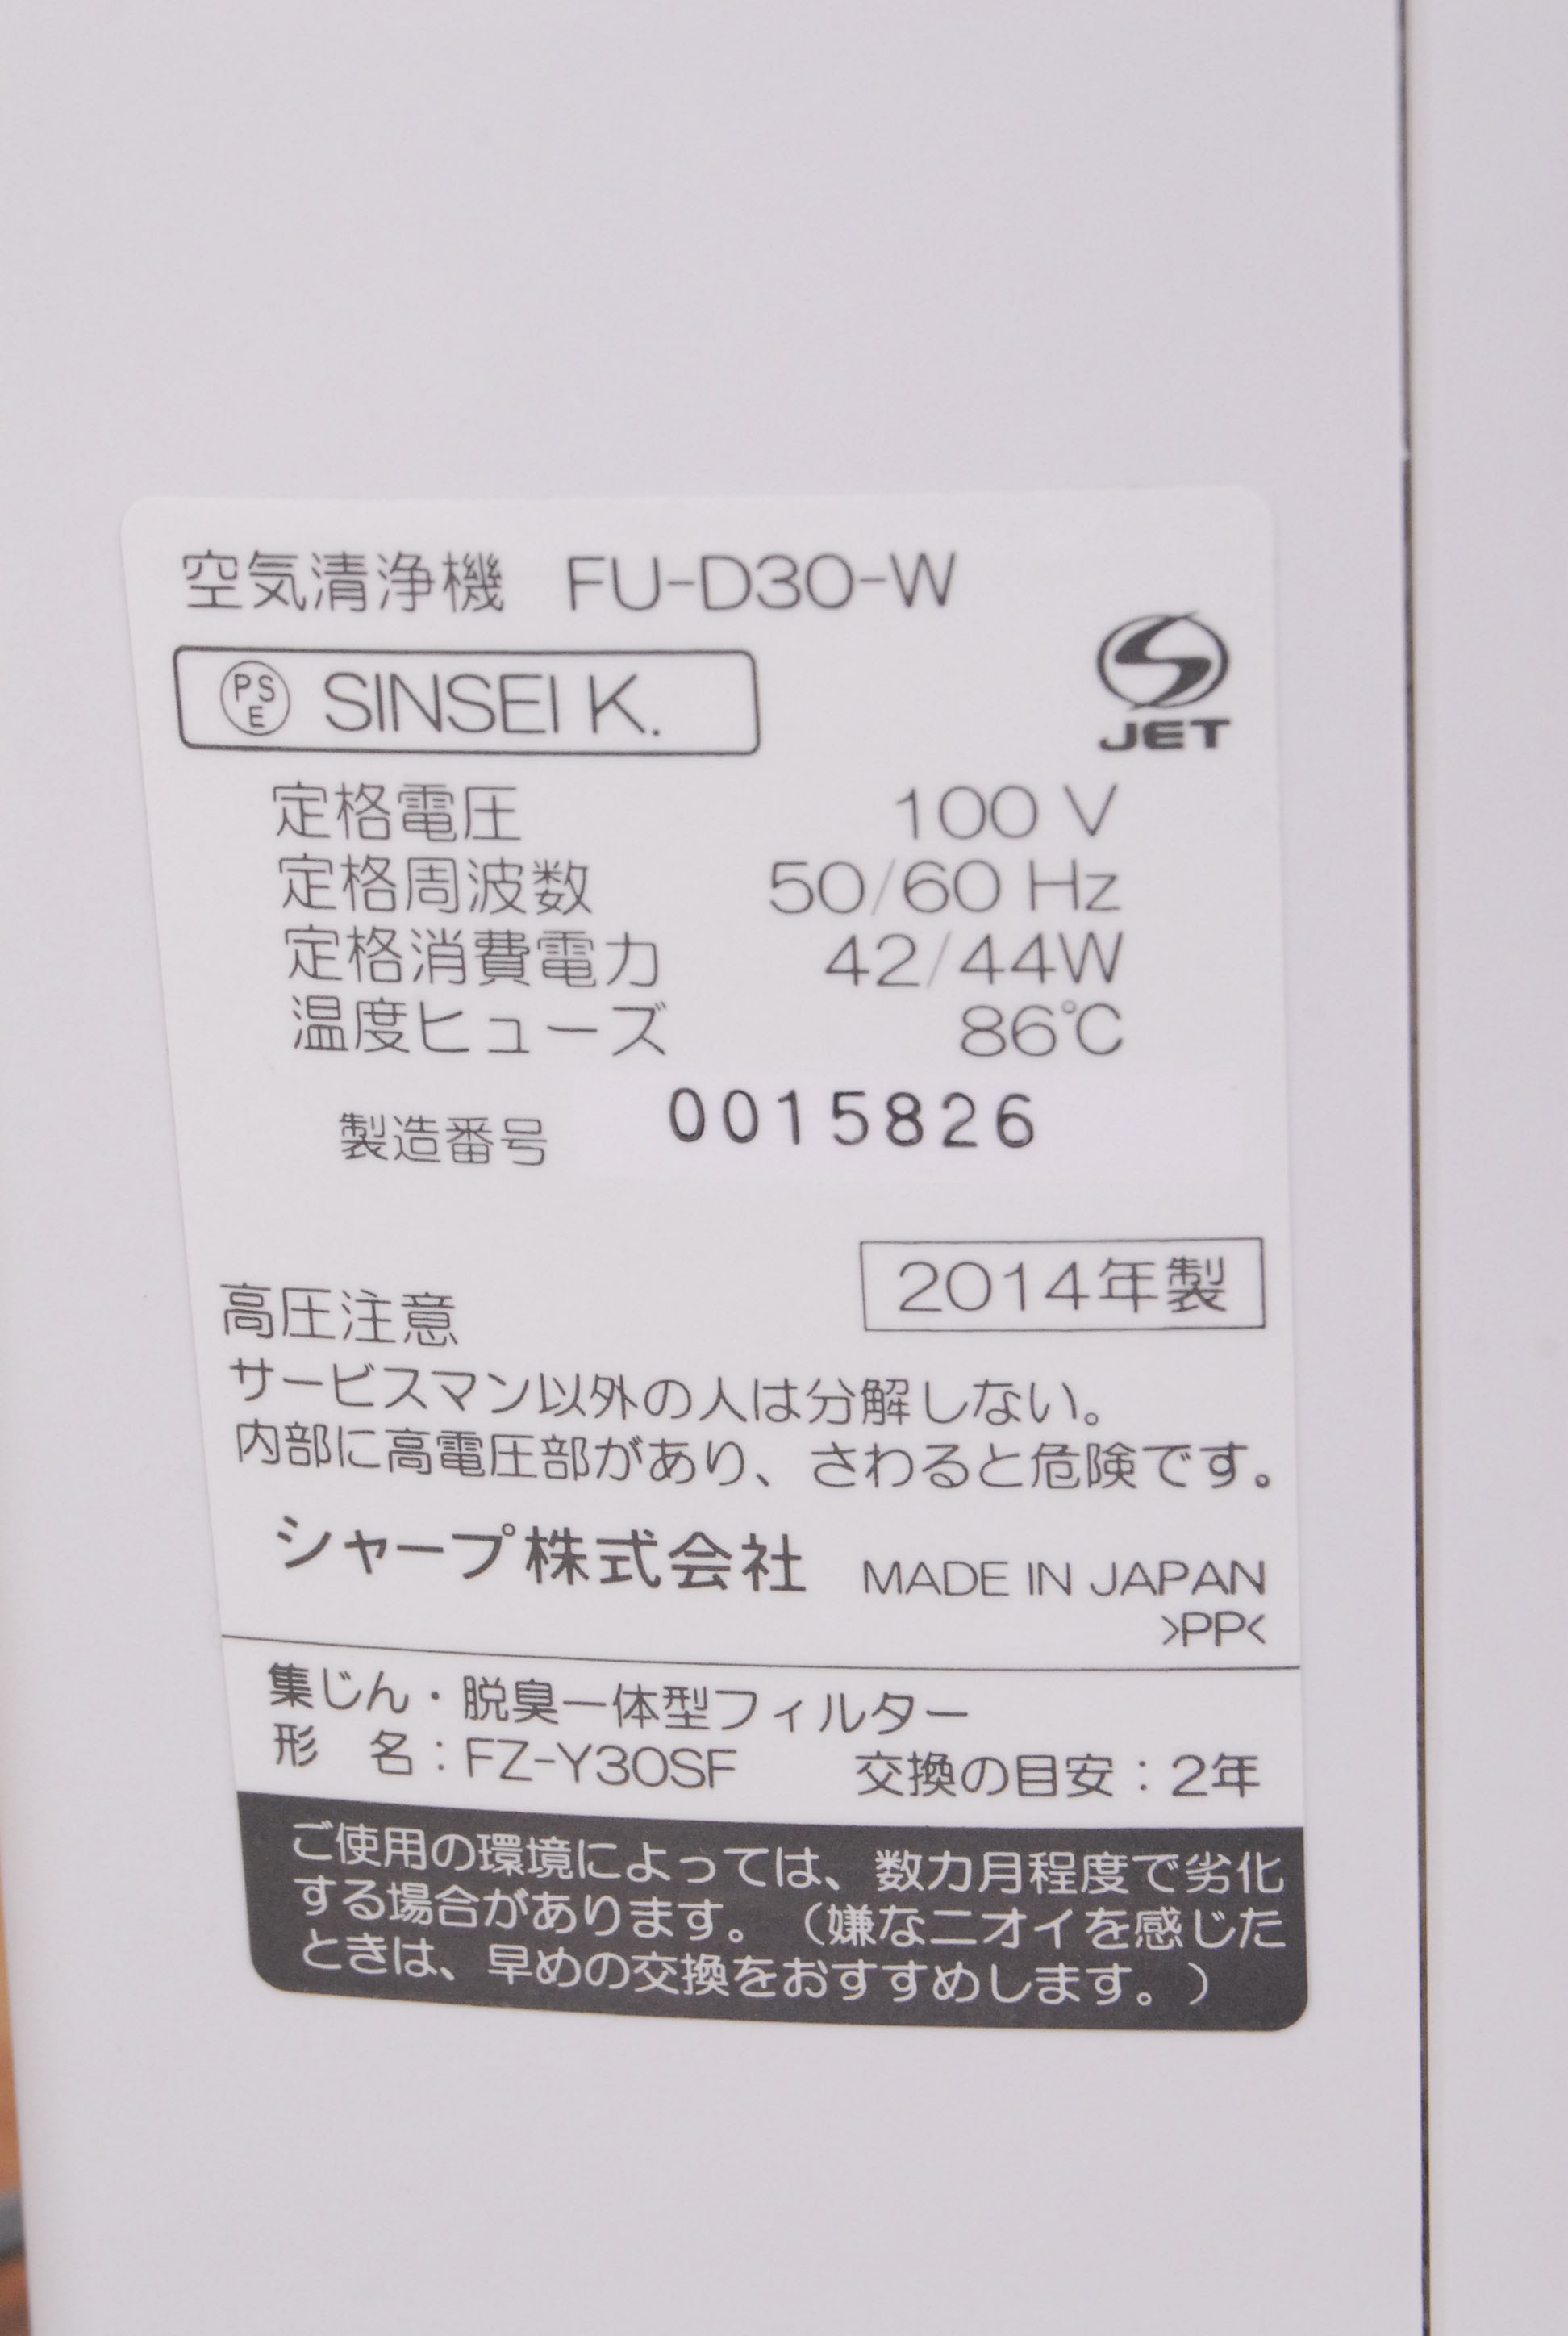 空気清浄機 FU-D30-W
PSE SINSEI K.
JET
定格電圧 100 V
定格周波数 50/60 Hz
定格消費電力 42/44W
温度ヒューズ 86℃
製造番号 0015826
2014年製
高圧注意
サービスマン以外の人は分解しない。
内部に高電圧部があり、さわると危険です。
シャープ株式会社 MADE IN JAPAN
>PP<
集じん・脱臭一体型フィルター
形 名：FZ-Y30SF 交換の目安：2年
ご使用の環境によっては、数カ月程度で劣化
する場合があります。（嫌なニオイを感じた
ときは、早めの交換をおすすめします。）